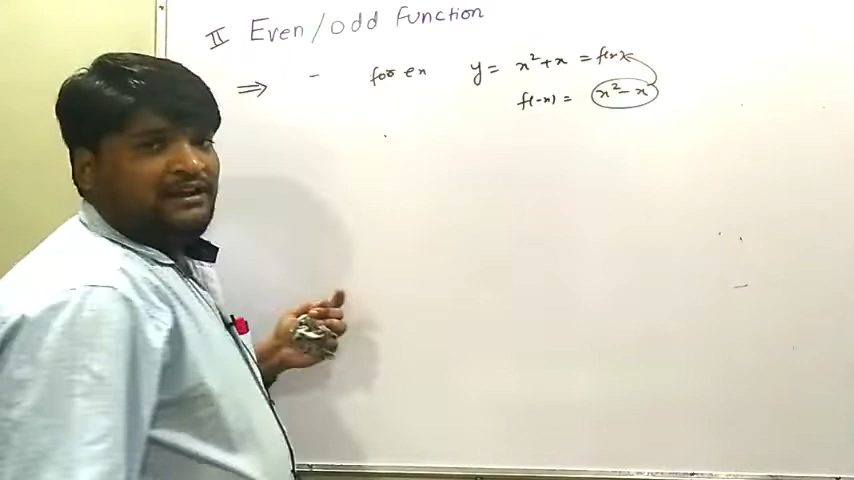 II Even/odd Function
⇒ - for ex y = x²+x = f(x)
f(-x) = x²-x